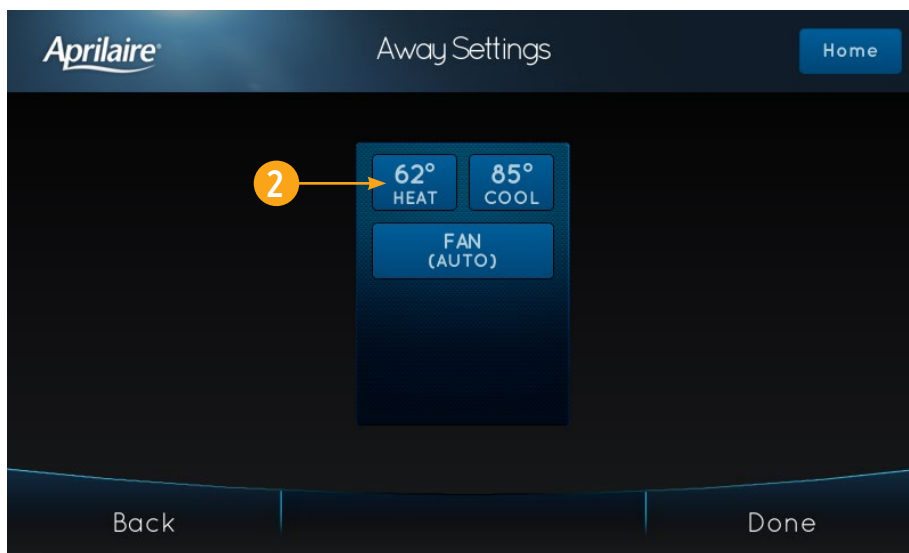 Aprilaire®
Away Settings
Home
2
62° 85°
HEAT COOL
FAN
(AUTO)
Back
Done